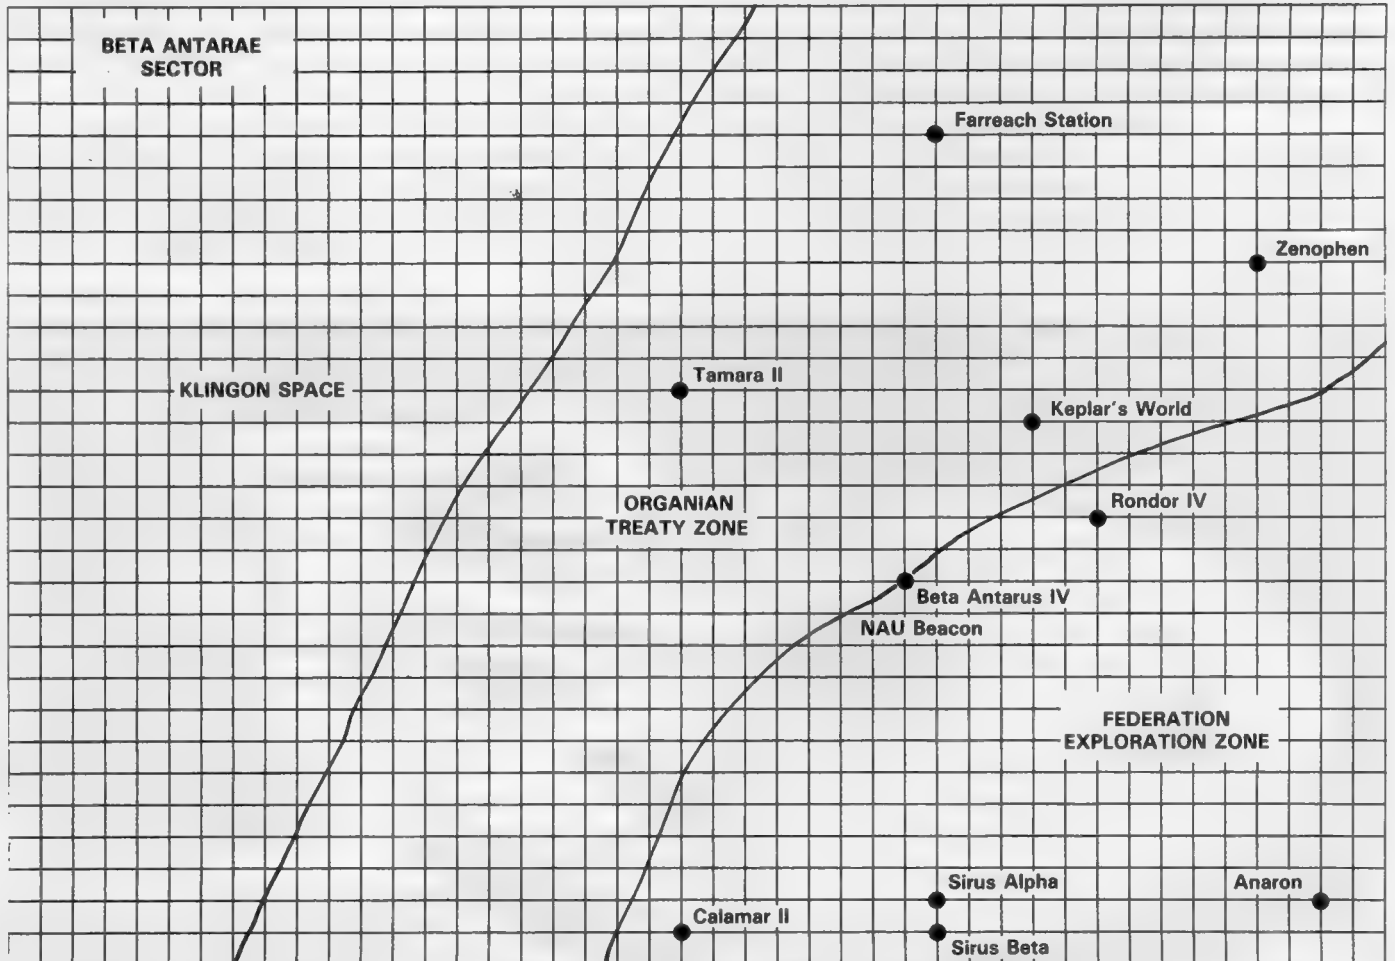 BETA ANTARAE
SECTOR
Farreach Station
Zenophen
Tamara II
KLINGON SPACE
Keplar's World
ORGANIAN
TREATY ZONE
Rondor IV
Beta Antarus IV
NAU Beacon
FEDERATION
EXPLORATION ZONE
Sirus Alpha
Anaron
Calamar II
Sirus Beta